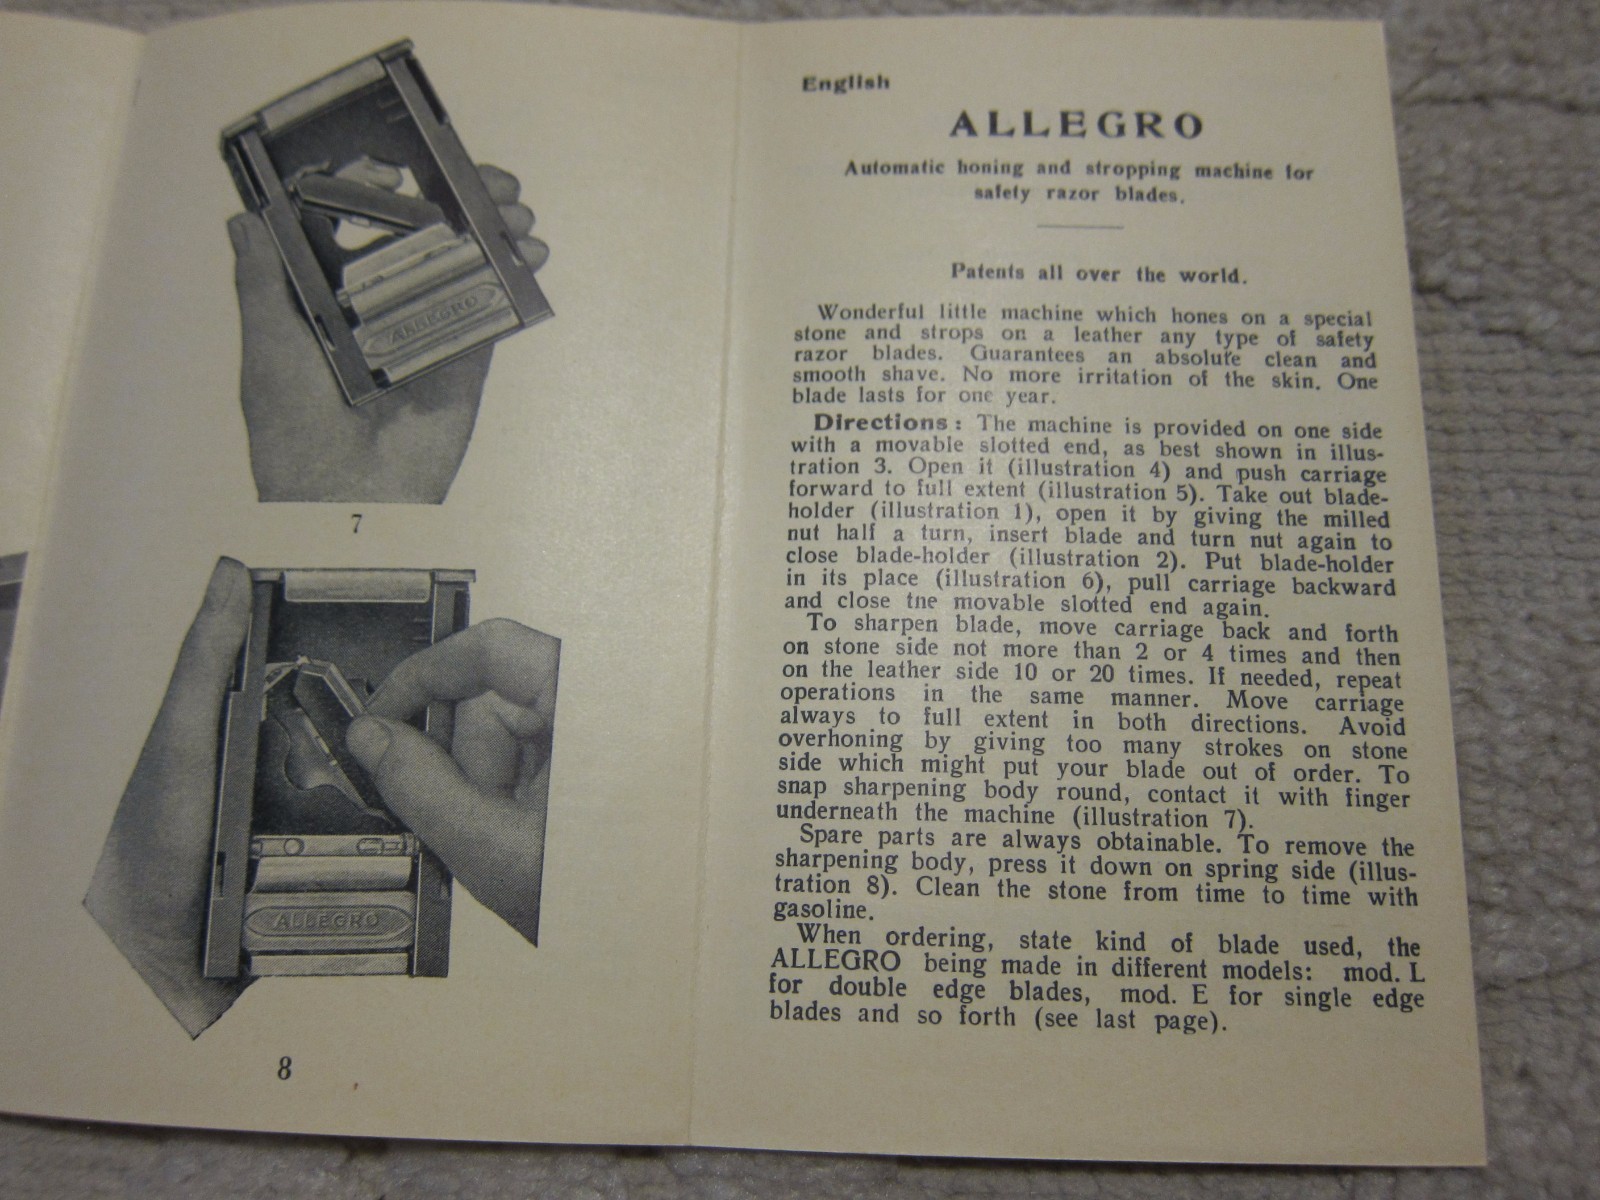 ALLEGRO
7
ALLEGRO
8
English
ALLEGRO
Automatic honing and stropping machine for
safety razor blades.
Patents all over the world.
Wonderful little machine which hones on a special
stone and strops on a leather any type of safety
razor blades. Guarantees an absolute clean and
smooth shave. No more irritation of the skin. One
blade lasts for one year.
Directions: The machine is provided on one side
with a movable slotted end, as best shown in illus-
tration 3. Open it (illustration 4) and push carriage
forward to full extent (illustration 5). Take out blade-
holder (illustration 1), open it by giving the milled
nut half a turn, insert blade and turn nut again to
close blade-holder (illustration 2). Put blade-holder
in its place (illustration 6), pull carriage backward
and close tne movable slotted end again.
To sharpen blade, move carriage back and forth
on stone side not more than 2 or 4 times and then
on the leather side 10 or 20 times. If needed, repeat
operations in the same manner. Move carriage
always to full extent in both directions. Avoid
overhoning by giving too many strokes on stone
side which might put your blade out of order. To
snap sharpening body round, contact it with finger
underneath the machine (illustration 7).
Spare parts are always obtainable. To remove the
sharpening body, press it down on spring side (illus-
tration 8). Clean the stone from time to time with
gasoline.
When ordering, state kind of blade used, the
ALLEGRO being made in different models: mod. L
for double edge blades, mod. E for single edge
blades and so forth (see last page).